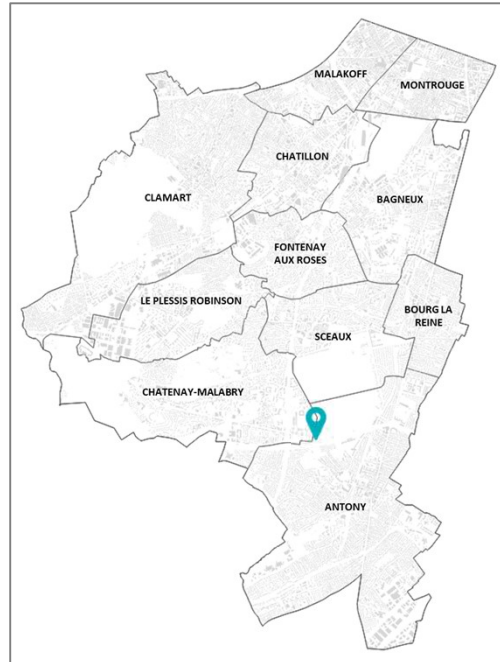 MALAKOFF
MONTROUGE
CHATILLON
CLAMART
BAGNEUX
FONTENAY
AUX ROSES
LE PLESSIS ROBINSON
BOURG LA
REINE
SCEAUX
CHATENAY-MALABRY
ANTONY